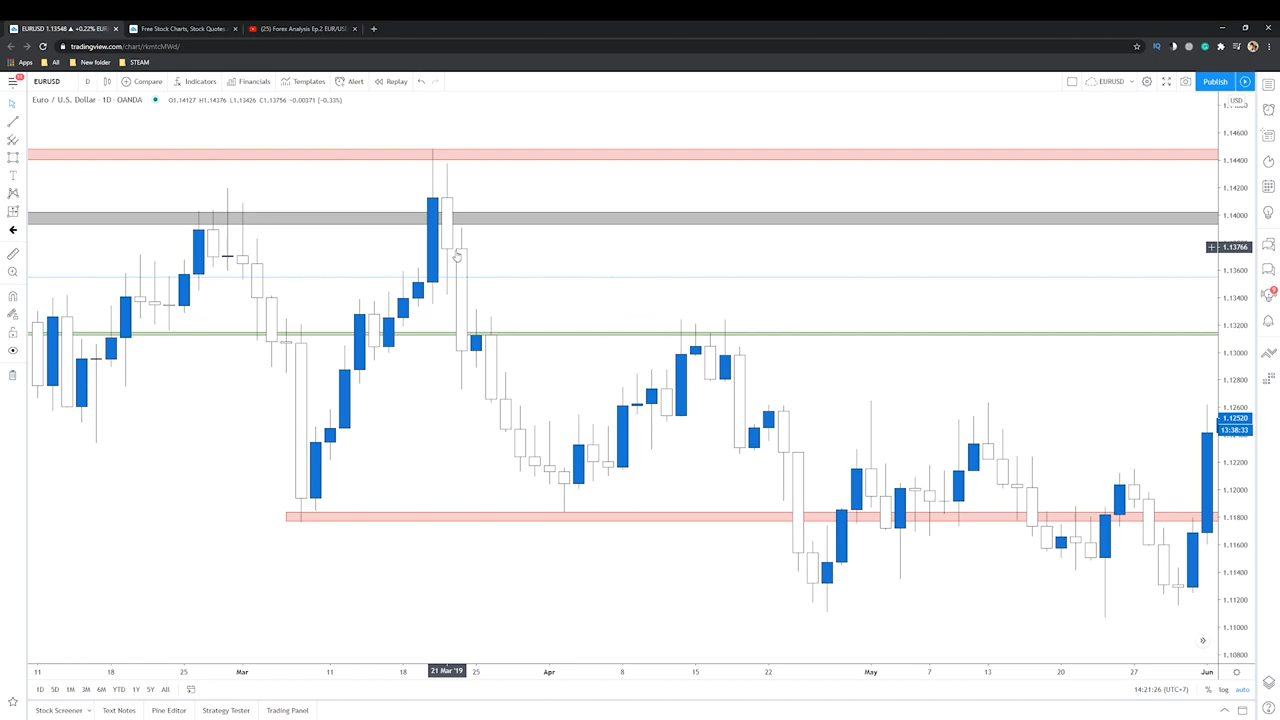 EURUSD 1.13548 ▲ +0.22% EUR/
Free Stock Charts, Stock Quotes
(25) Forex Analysis Ep.2 EUR/US
tradingview.com/chart/rkmtcMWd/
Apps All New folder STEAM
11 EURUSD D Compare Indicators Financials Templates Alert Replay EURUSD Publish
Euro / U.S. Dollar · 1D · OANDA O1.14127 H1.14376 L1.13426 C1.13756 −0.00371 (−0.33%)
USD
1.14600
1.14400
1.14200
1.14000
1.13766
1.13600
1.13400
1.13200
1.13000
1.12800
1.12600
1.12520
13:38:33
1.12200
1.12000
1.11800
1.11600
1.11400
1.11200
1.11000
1.10800
11 18 25 Mar 11 18 21 Mar '19 25 Apr 8 15 22 May 7 13 20 27 Jun
1D 5D 1M 3M 6M YTD 1Y 5Y All 14:21:26 (UTC+7) % log auto
Stock Screener Text Notes Pine Editor Strategy Tester Trading Panel